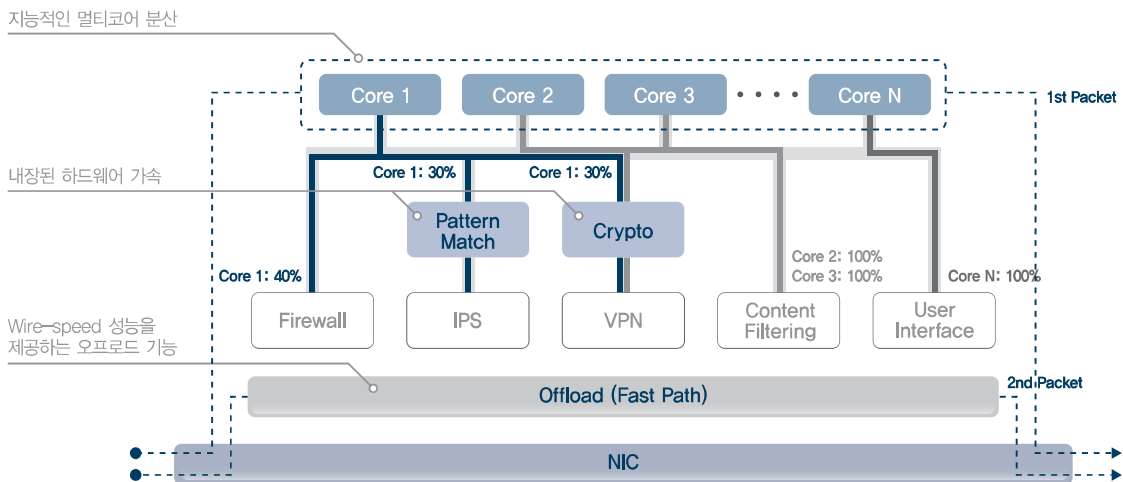 지능적인 멀티코어 분산
Core 1
Core 2
Core 3
Core N
1st Packet
내장된 하드웨어 가속
Core 1: 30%
Core 1: 30%
Pattern
Match
Crypto
Core 1: 40%
Core 2: 100%
Core 3: 100%
Core N: 100%
Firewall
IPS
VPN
Content
Filtering
User
Interface
Wire-speed 성능을
제공하는 오프로드 기능
2nd Packet
Offload (Fast Path)
NIC